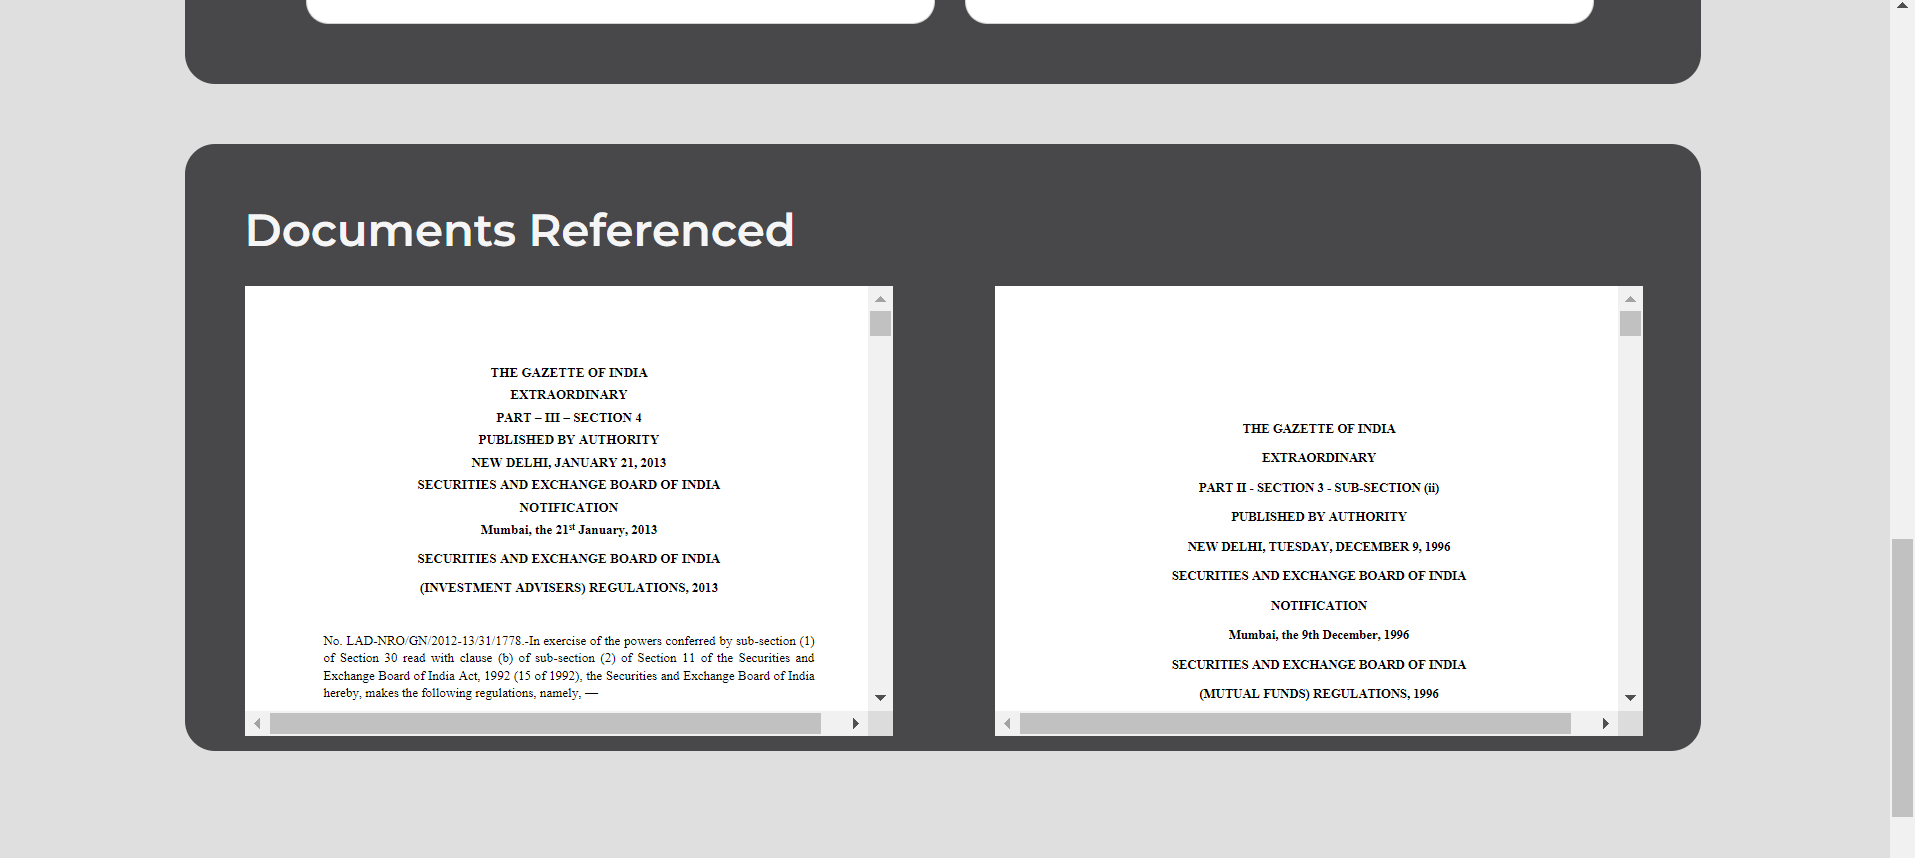 Documents Referenced
THE GAZETTE OF INDIA
EXTRAORDINARY
PART – III – SECTION 4
PUBLISHED BY AUTHORITY
NEW DELHI, JANUARY 21, 2013
SECURITIES AND EXCHANGE BOARD OF INDIA
NOTIFICATION
Mumbai, the 21st January, 2013
SECURITIES AND EXCHANGE BOARD OF INDIA
(INVESTMENT ADVISERS) REGULATIONS, 2013
No. LAD-NRO/GN/2012-13/31/1778.-In exercise of the powers conferred by sub-section (1)
of Section 30 read with clause (b) of sub-section (2) of Section 11 of the Securities and
Exchange Board of India Act, 1992 (15 of 1992), the Securities and Exchange Board of India
hereby, makes the following regulations, namely, —
THE GAZETTE OF INDIA
EXTRAORDINARY
PART II - SECTION 3 - SUB-SECTION (ii)
PUBLISHED BY AUTHORITY
NEW DELHI, TUESDAY, DECEMBER 9, 1996
SECURITIES AND EXCHANGE BOARD OF INDIA
NOTIFICATION
Mumbai, the 9th December, 1996
SECURITIES AND EXCHANGE BOARD OF INDIA
(MUTUAL FUNDS) REGULATIONS, 1996